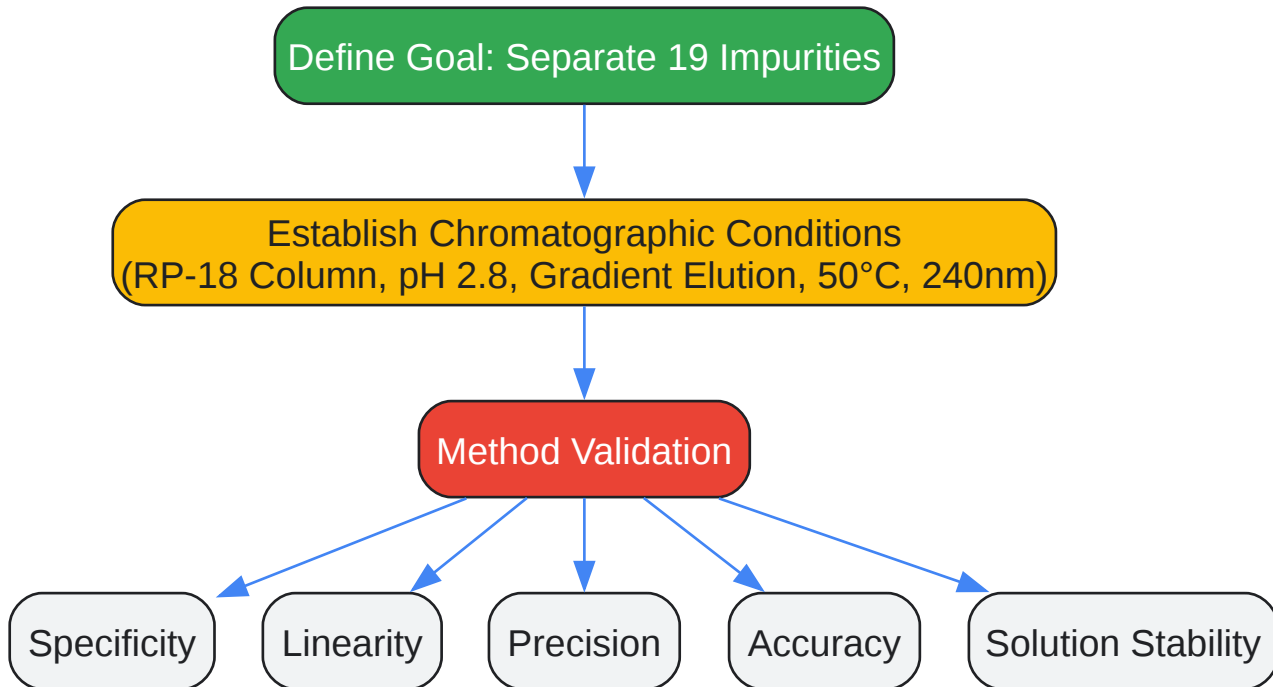 Define Goal: Separate 19 Impurities
Establish Chromatographic Conditions
(RP-18 Column, pH 2.8, Gradient Elution, 50°C, 240nm)
Method Validation
Specificity
Linearity
Precision
Accuracy
Solution Stability